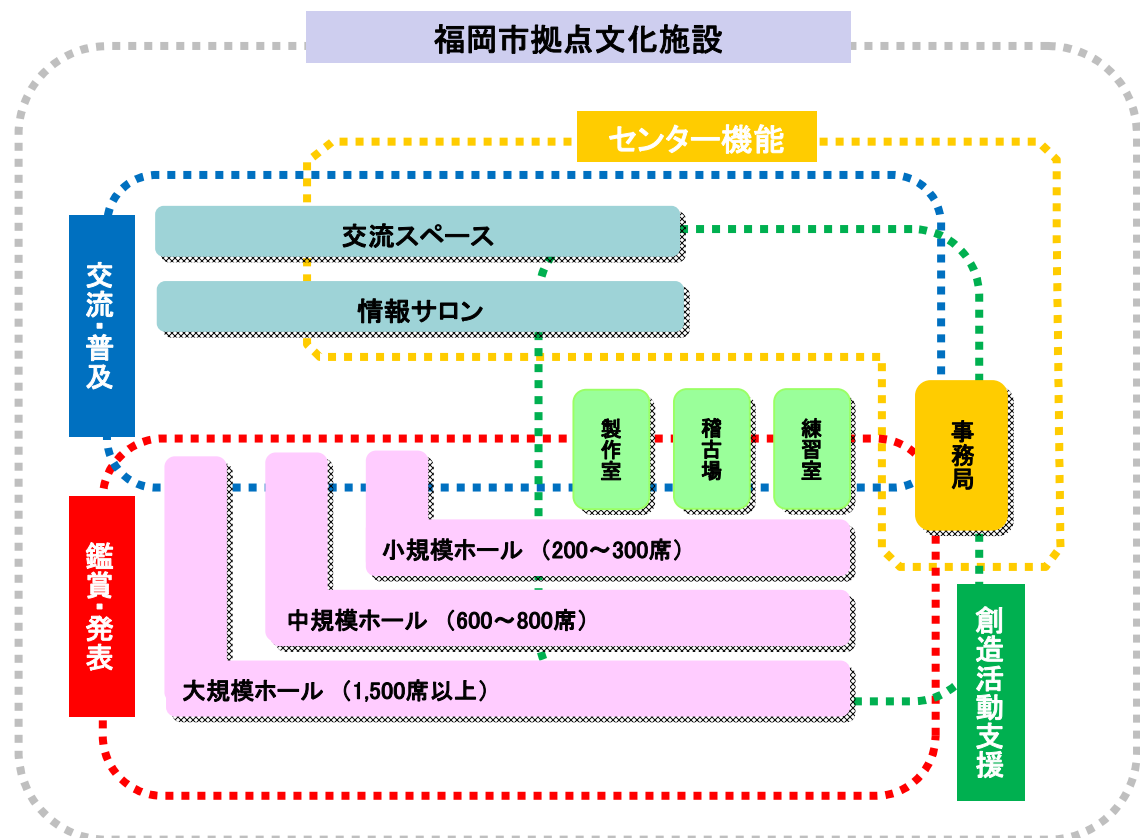 福岡市拠点文化施設
センター機能
交流・普及
交流スペース
情報サロン
製作室
稽古場
練習室
事務局
鑑賞・発表
小規模ホール (200～300席)
中規模ホール (600～800席)
大規模ホール (1,500席以上)
創造活動支援